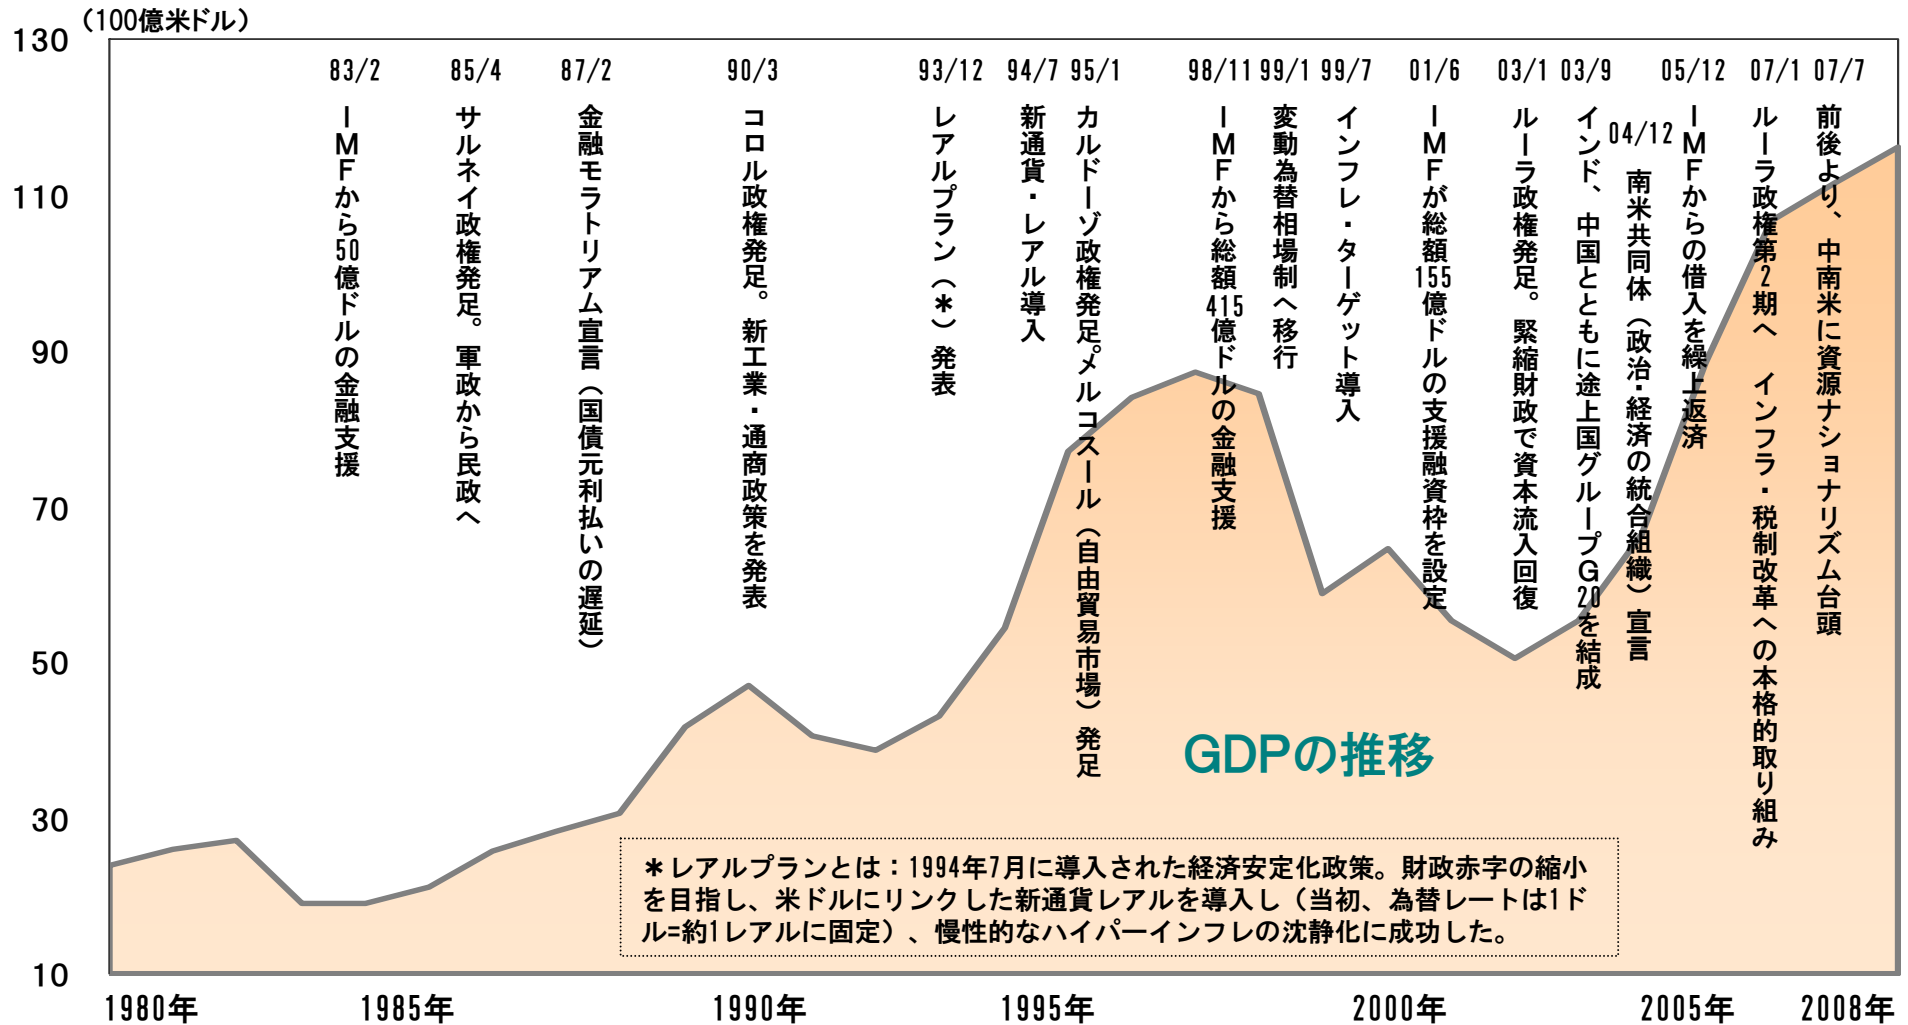 （100億米ドル）
130
110
90
70
50
30
10
83/2
IMFから50億ドルの金融支援
85/4
サルネイ政権発足。軍政から民政へ
87/2
金融モラトリアム宣言（国債元利払いの遅延）
90/3
コロル政権発足。新工業・通商政策を発表
93/12
レアルプラン（＊）発表
94/7
新通貨・レアル導入
95/1
カルドーゾ政権発足。メルコスール（自由貿易市場）発足
98/11
IMFから総額415億ドルの金融支援
99/1
変動為替相場制へ移行
99/7
インフレ・ターゲット導入
01/6
IMFが総額155億ドルの支援融資枠を設定
03/1
ルーラ政権発足。緊縮財政で資本流入回復
03/9
インド、中国とともに途上国グループG20を結成
04/12
南米共同体（政治・経済の統合組織）宣言
05/12
IMFからの借入を繰上返済
07/1
ルーラ政権第2期へ　インフラ・税制改革への本格的取り組み
07/7
前後より、中南米に資源ナショナリズム台頭
GDPの推移
＊レアルプランとは：1994年7月に導入された経済安定化政策。財政赤字の縮小
を目指し、米ドルにリンクした新通貨レアルを導入し（当初、為替レートは1ド
ル=約1レアルに固定）、慢性的なハイパーインフレの沈静化に成功した。
1980年
1985年
1990年
1995年
2000年
2005年
2008年